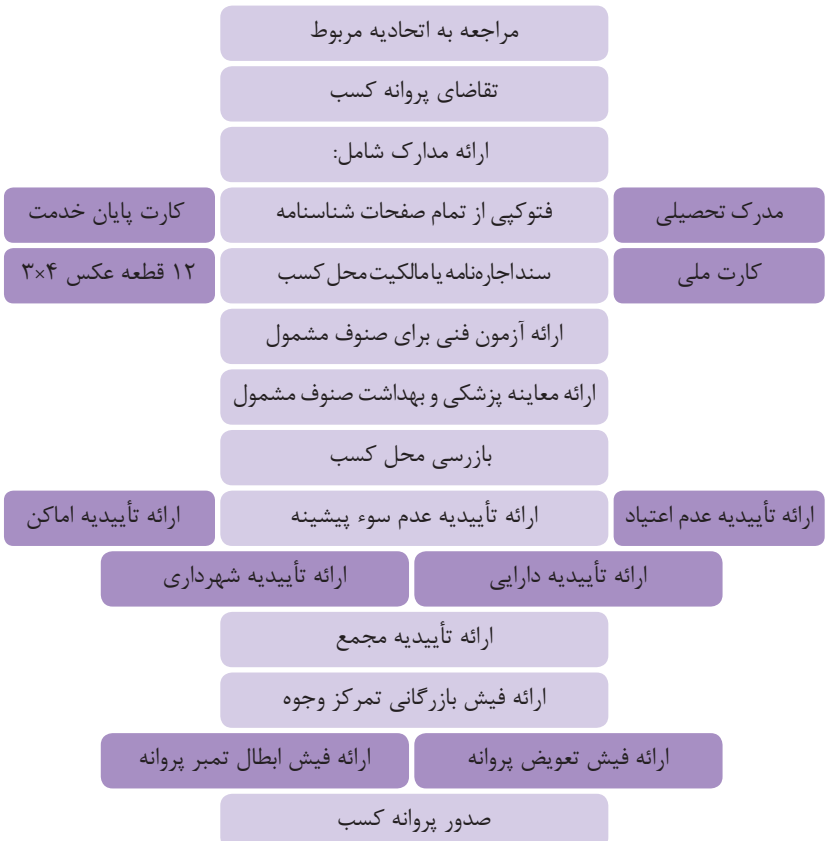 مراجعه به اتحادیه مربوط
تقاضای پروانه کسب
ارائه مدارک شامل:
مدرک تحصیلی
فتوکپی از تمام صفحات شناسنامه
کارت پایان خدمت
کارت ملی
سند اجاره‌نامه یا مالکیت محل کسب
۱۲ قطعه عکس ۴×۳
ارائه آزمون فنی برای صنوف مشمول
ارائه معاینه پزشکی و بهداشت صنوف مشمول
بازرسی محل کسب
ارائه تأییدیه عدم اعتیاد
ارائه تأییدیه عدم سوء پیشینه
ارائه تأییدیه اماکن
ارائه تأییدیه دارایی
ارائه تأییدیه شهرداری
ارائه تأییدیه مجمع
ارائه فیش بازرگانی تمرکز وجوه
ارائه فیش تعویض پروانه
ارائه فیش ابطال تمبر پروانه
صدور پروانه کسب